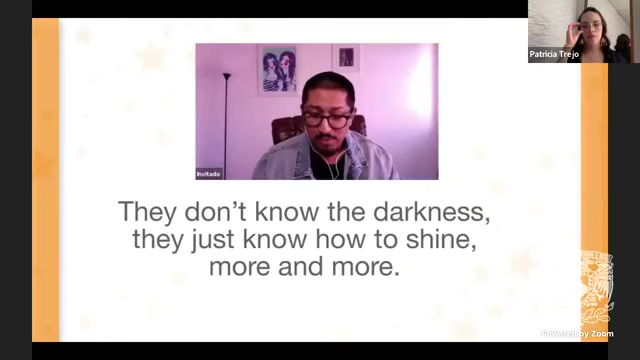 Patricia Trejo
Invitado
They don't know the darkness,
they just know how to shine,
more and more.
Powered by Zoom